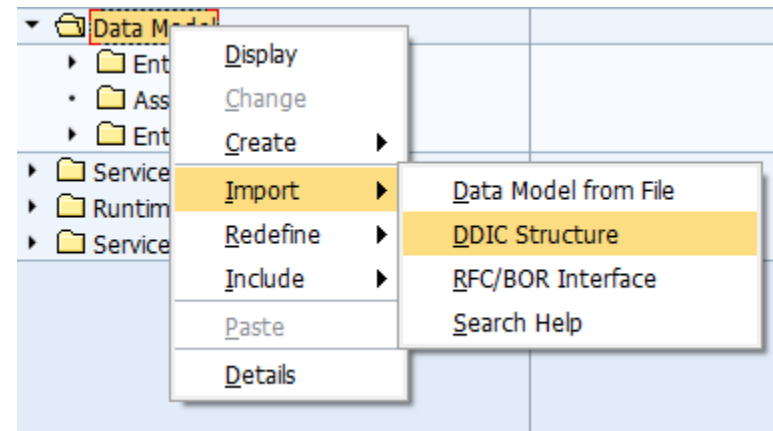 Data Model
Ent
Ass
Ent
Service
Runtim
Service
Display
Change
Create
Import
Redefine
Include
Paste
Details
Data Model from File
DDIC Structure
RFC/BOR Interface
Search Help